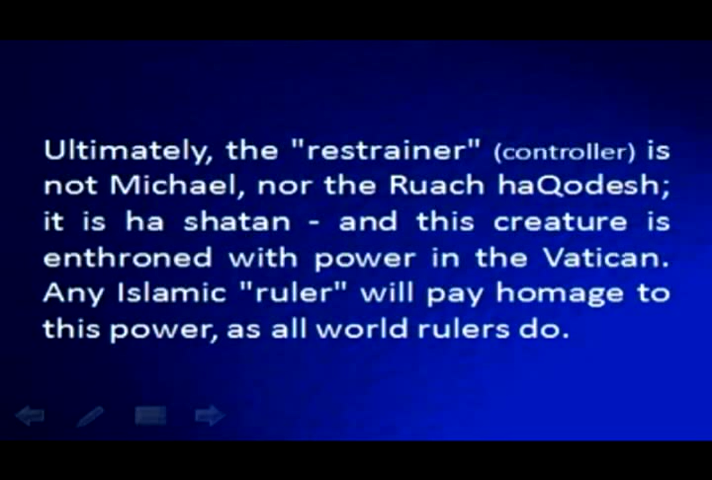 Ultimately, the "restrainer" (controller) is
not Michael, nor the Ruach haQodesh;
it is ha shatan - and this creature is
enthroned with power in the Vatican.
Any Islamic "ruler" will pay homage to
this power, as all world rulers do.